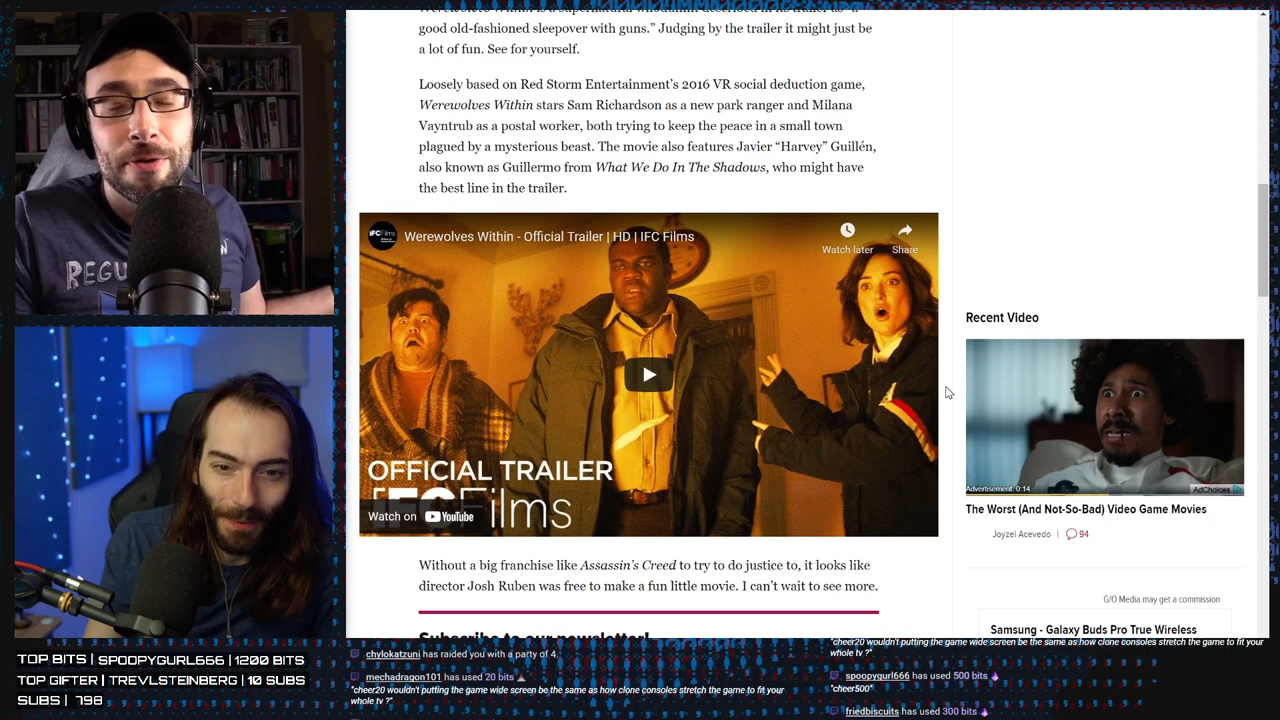 good old-fashioned sleepover with guns.” Judging by the trailer it might just be
a lot of fun. See for yourself.
Loosely based on Red Storm Entertainment’s 2016 VR social deduction game,
Werewolves Within stars Sam Richardson as a new park ranger and Milana
Vayntrub as a postal worker, both trying to keep the peace in a small town
plagued by a mysterious beast. The movie also features Javier “Harvey” Guillén,
also known as Guillermo from What We Do In The Shadows, who might have
the best line in the trailer.
IFC Films
Werewolves Within - Official Trailer | HD | IFC Films
Watch later
Share
OFFICIAL TRAILER
IFC Films
Watch on YouTube
Without a big franchise like Assassin’s Creed to try to do justice to, it looks like
director Josh Ruben was free to make a fun little movie. I can’t wait to see more.
Subscribe to our newsletter!
Recent Video
Advertisement: 0:14
AdChoices
The Worst (And Not-So-Bad) Video Game Movies
Joyzel Acevedo | 94
G/O Media may get a commission
Samsung - Galaxy Buds Pro True Wireless
REGU
TOP BITS | SPOOPYGURL666 | 1200 BITS
TOP GIFTER | TREVLSTEINBERG | 10 SUBS
SUBS | 798
chylokatzuni has raided you with a party of 4.
mechadragon101 has used 20 bits
"cheer20 wouldn't putting the game wide screen be the same as how clone consoles stretch the game to fit your
whole tv ?"
"cheer20 wouldn't putting the game wide screen be the same as how clone consoles stretch the game to fit your
whole tv ?"
spoopygurl666 has used 500 bits
"cheer500"
friedbiscuits has used 300 bits